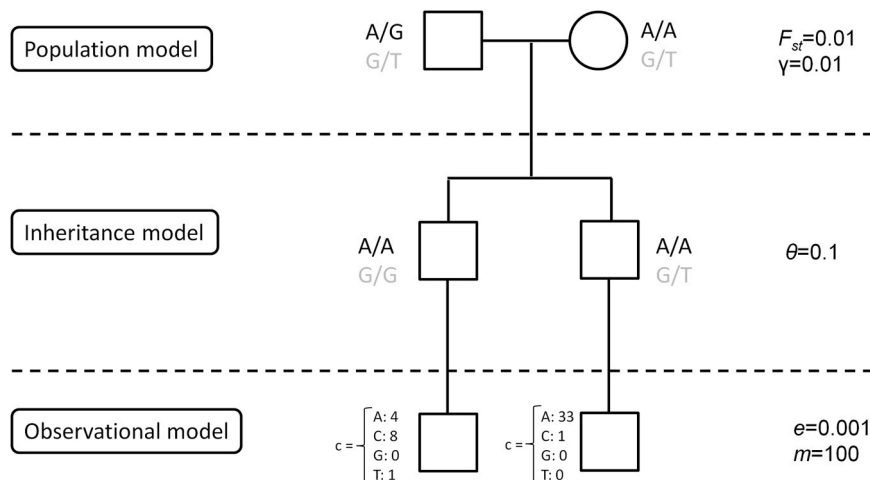 Population model
A/G
G/T
A/A
G/T
F_st=0.01
γ=0.01
Inheritance model
A/A
G/G
A/A
G/T
θ=0.1
Observational model
c =
A: 4
C: 8
G: 0
T: 1
c =
A: 33
C: 1
G: 0
T: 0
e=0.001
m=100